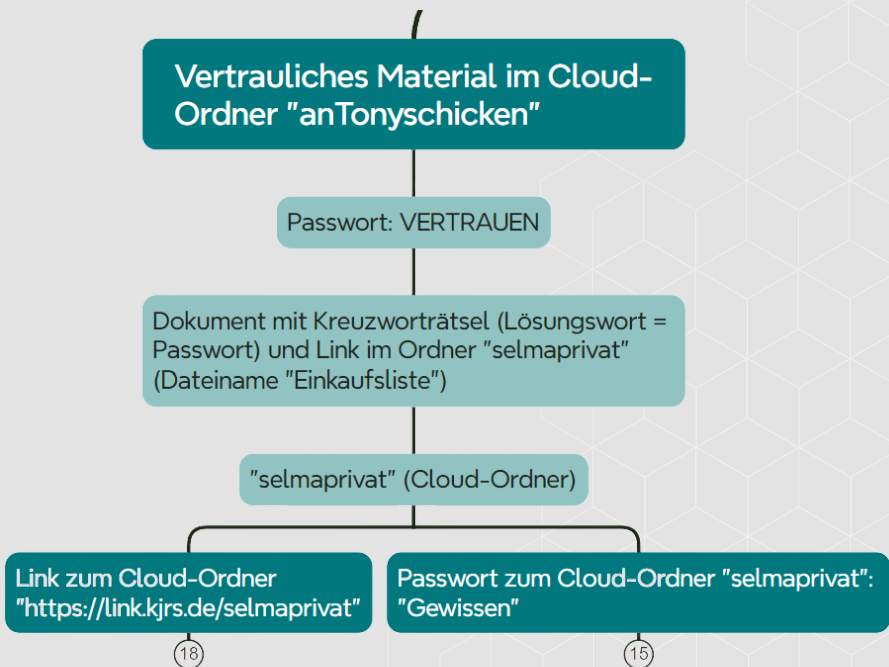 Vertrauliches Material im Cloud-
Ordner "anTonyschicken"
Passwort: VERTRAUEN
Dokument mit Kreuzworträtsel (Lösungswort =
Passwort) und Link im Ordner "selmaprivat"
(Dateiname "Einkaufsliste")
"selmaprivat" (Cloud-Ordner)
Link zum Cloud-Ordner
"https://link.kjrs.de/selmaprivat"
Passwort zum Cloud-Ordner "selmaprivat":
"Gewissen"
18
15